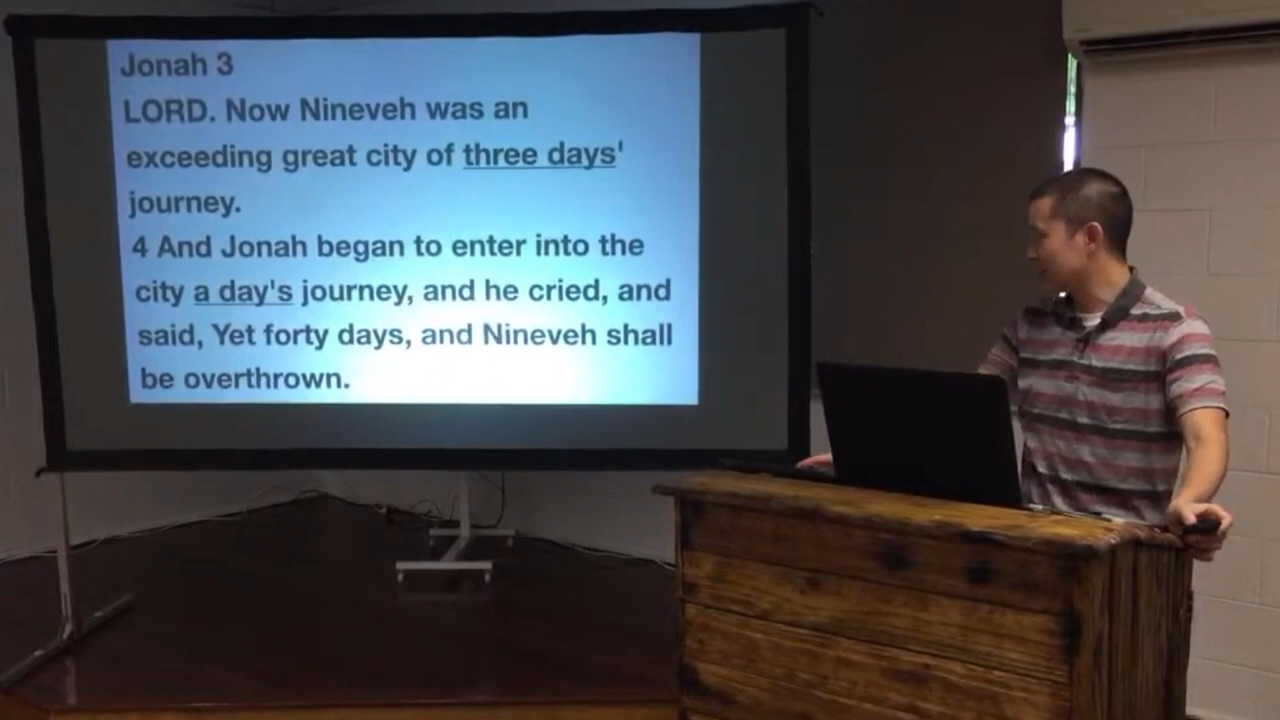 Jonah 3
LORD. Now Nineveh was an
exceeding great city of three days'
journey.
4 And Jonah began to enter into the
city a day's journey, and he cried, and
said, Yet forty days, and Nineveh shall
be overthrown.